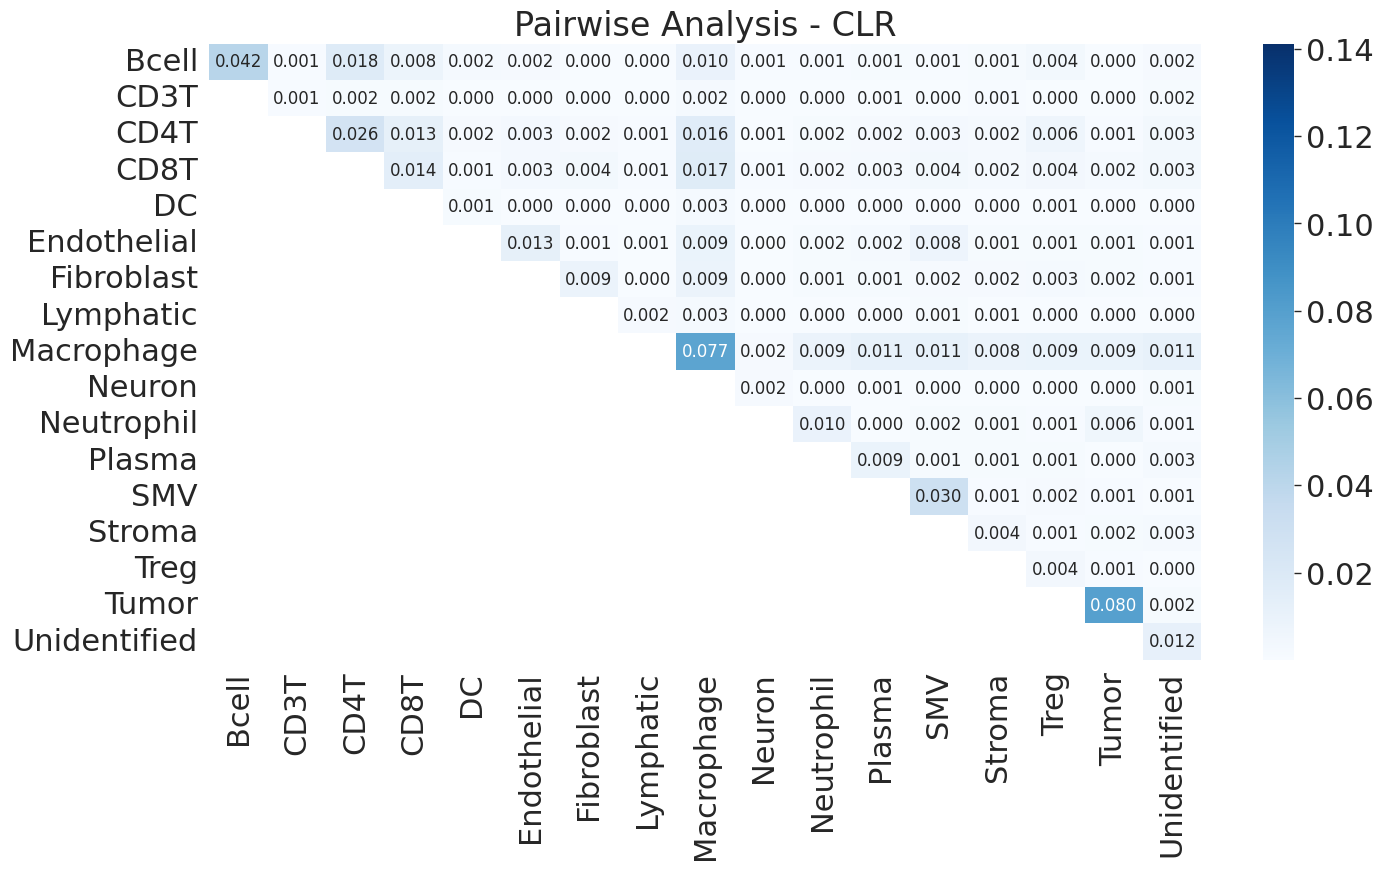 Pairwise Analysis - CLR
Bcell 0.042 0.001 0.018 0.008 0.002 0.002 0.000 0.000 0.010 0.001 0.001 0.001 0.001 0.001 0.004 0.000 0.002
CD3T 0.001 0.002 0.002 0.000 0.000 0.000 0.000 0.002 0.000 0.000 0.001 0.000 0.001 0.000 0.000 0.002
CD4T 0.026 0.013 0.002 0.003 0.002 0.001 0.016 0.001 0.002 0.002 0.003 0.002 0.006 0.001 0.003
CD8T 0.014 0.001 0.003 0.004 0.001 0.017 0.001 0.002 0.003 0.004 0.002 0.004 0.002 0.003
DC 0.001 0.000 0.000 0.000 0.003 0.000 0.000 0.000 0.000 0.000 0.001 0.000 0.000
Endothelial 0.013 0.001 0.001 0.009 0.000 0.002 0.002 0.008 0.001 0.001 0.001 0.001
Fibroblast 0.009 0.000 0.009 0.000 0.001 0.001 0.002 0.002 0.003 0.002 0.001
Lymphatic 0.002 0.003 0.000 0.000 0.000 0.001 0.001 0.000 0.000 0.000
Macrophage 0.077 0.002 0.009 0.011 0.011 0.008 0.009 0.009 0.011
Neuron 0.002 0.000 0.001 0.000 0.000 0.000 0.000 0.001
Neutrophil 0.010 0.000 0.002 0.001 0.001 0.006 0.001
Plasma 0.009 0.001 0.001 0.001 0.000 0.003
SMV 0.030 0.001 0.002 0.001 0.001
Stroma 0.004 0.001 0.002 0.003
Treg 0.004 0.001 0.000
Tumor 0.080 0.002
Unidentified 0.012
Bcell
CD3T
CD4T
CD8T
DC
Endothelial
Fibroblast
Lymphatic
Macrophage
Neuron
Neutrophil
Plasma
SMV
Stroma
Treg
Tumor
Unidentified
0.14
0.12
0.10
0.08
0.06
0.04
0.02